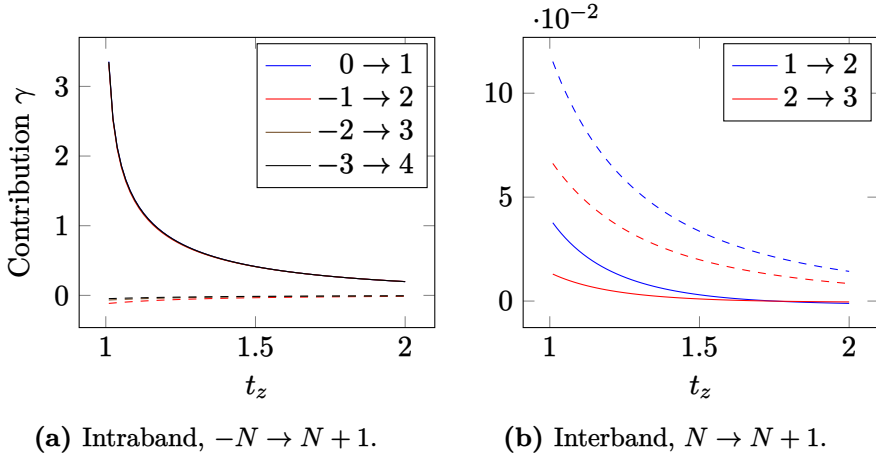 Contribution γ
3
2
1
0
1
1.5
2
t_z
0 → 1
−1 → 2
−2 → 3
−3 → 4
(a) Intraband, −N → N + 1.
·10⁻²
10
5
0
1
1.5
2
t_z
1 → 2
2 → 3
(b) Interband, N → N + 1.